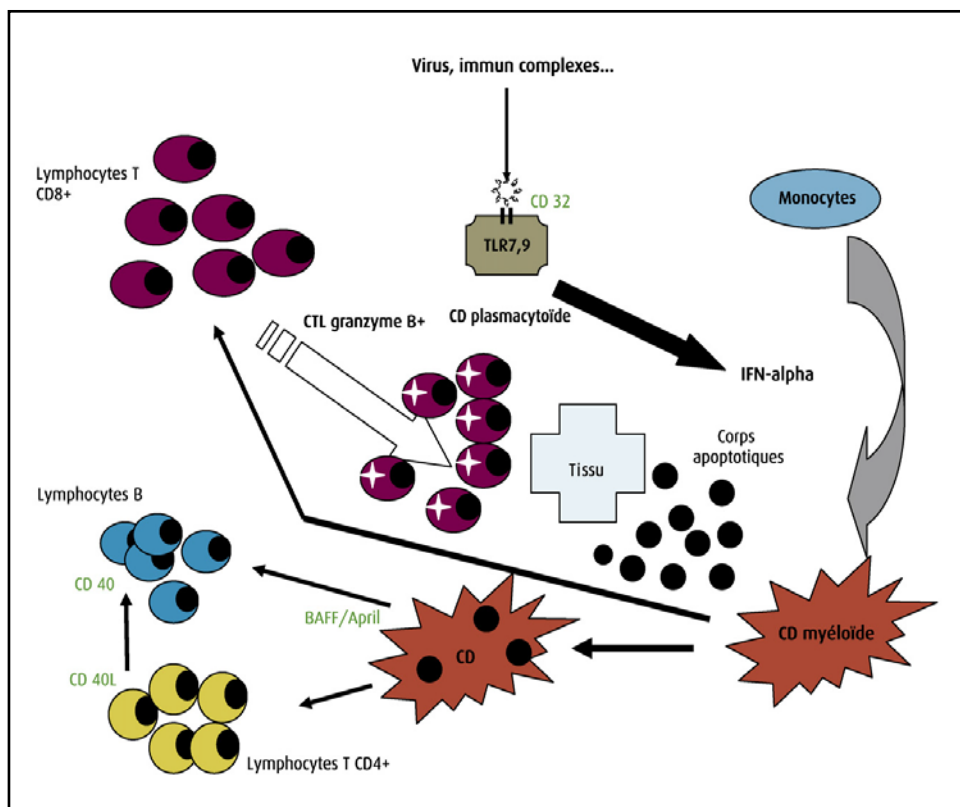 Virus, immun complexes...
Lymphocytes T
CD8+
CD 32
Monocytes
TLR7,9
CTL granzyme B+
CD plasmacytoïde
IFN-alpha
Corps
apoptotiques
Tissu
Lymphocytes B
CD 40
BAFF/April
CD
CD myéloïde
CD 40L
Lymphocytes T CD4+